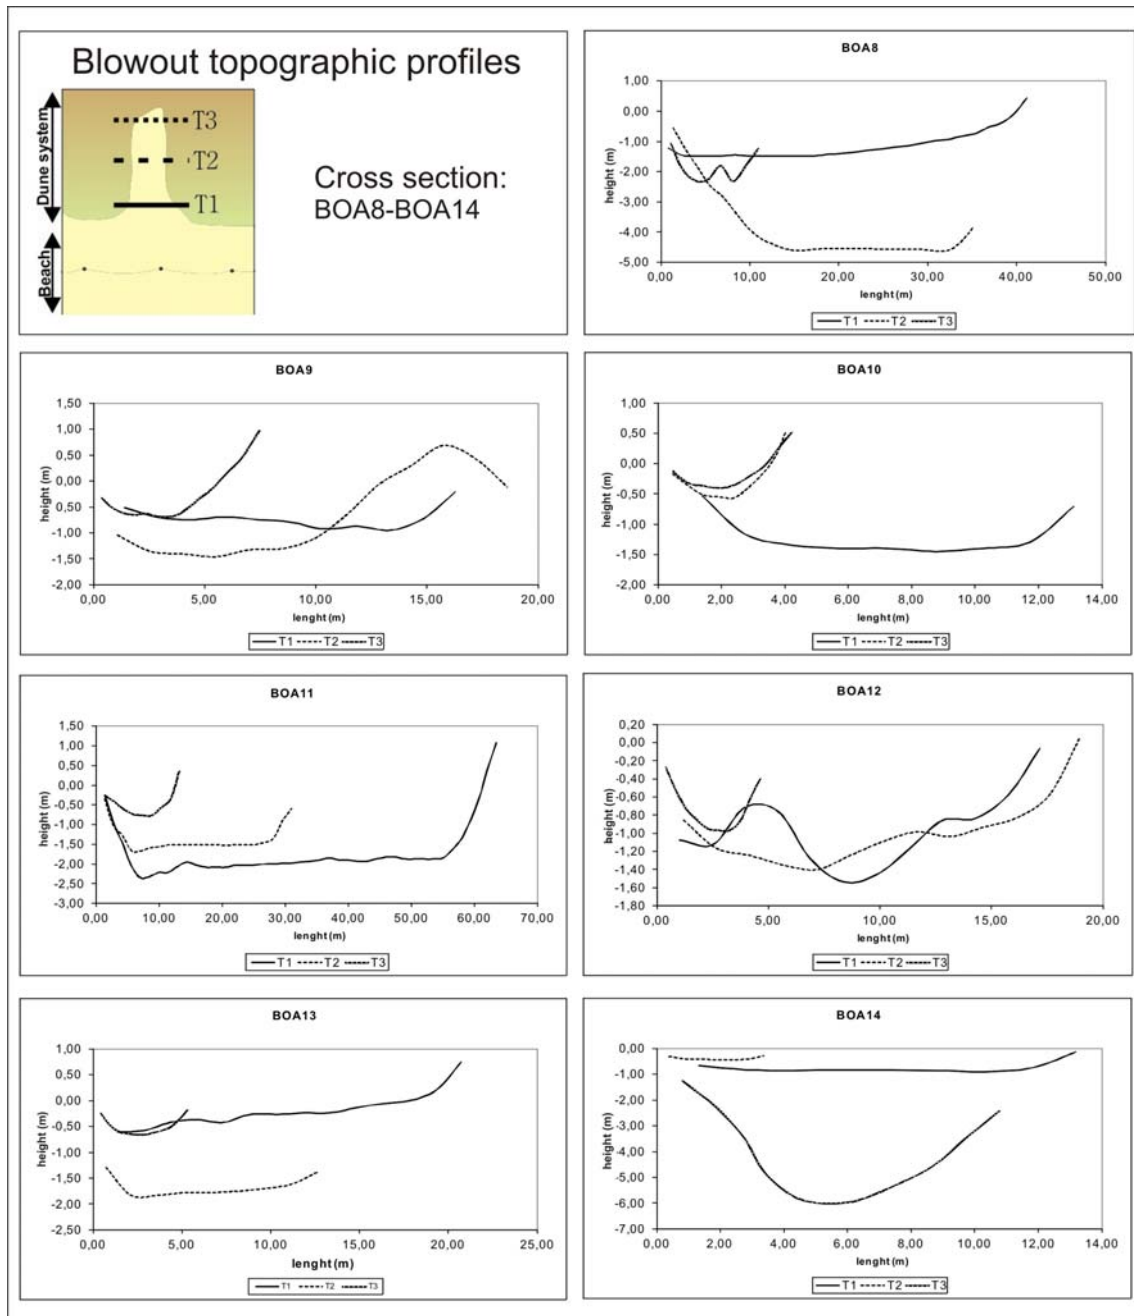 Blowout topographic profiles
Dune system
Beach
T3
T2
T1
Cross section:
BOA8-BOA14
BOA8
height (m)
1,00
0,00
-1,00
-2,00
-3,00
-4,00
-5,00
0,00 10,00 20,00 30,00 40,00 50,00
lenght (m)
T1 T2 T3
BOA9
height (m)
1,50
1,00
0,50
0,00
-0,50
-1,00
-1,50
-2,00
0,00 5,00 10,00 15,00 20,00
lenght (m)
T1 T2 T3
BOA10
height (m)
1,00
0,50
0,00
-0,50
-1,00
-1,50
-2,00
0,00 2,00 4,00 6,00 8,00 10,00 12,00 14,00
lenght (m)
T1 T2 T3
BOA11
height (m)
1,50
1,00
0,50
0,00
-0,50
-1,00
-1,50
-2,00
-2,50
-3,00
0,00 10,00 20,00 30,00 40,00 50,00 60,00 70,00
lenght (m)
T1 T2 T3
BOA12
height (m)
0,20
0,00
-0,20
-0,40
-0,60
-0,80
-1,00
-1,20
-1,40
-1,60
-1,80
0,00 5,00 10,00 15,00 20,00
lenght (m)
T1 T2 T3
BOA13
height (m)
1,00
0,50
0,00
-0,50
-1,00
-1,50
-2,00
-2,50
0,00 5,00 10,00 15,00 20,00 25,00
lenght (m)
T1 T2 T3
BOA14
height (m)
0,00
-1,00
-2,00
-3,00
-4,00
-5,00
-6,00
-7,00
0,00 2,00 4,00 6,00 8,00 10,00 12,00 14,00
lenght (m)
T1 T2 T3